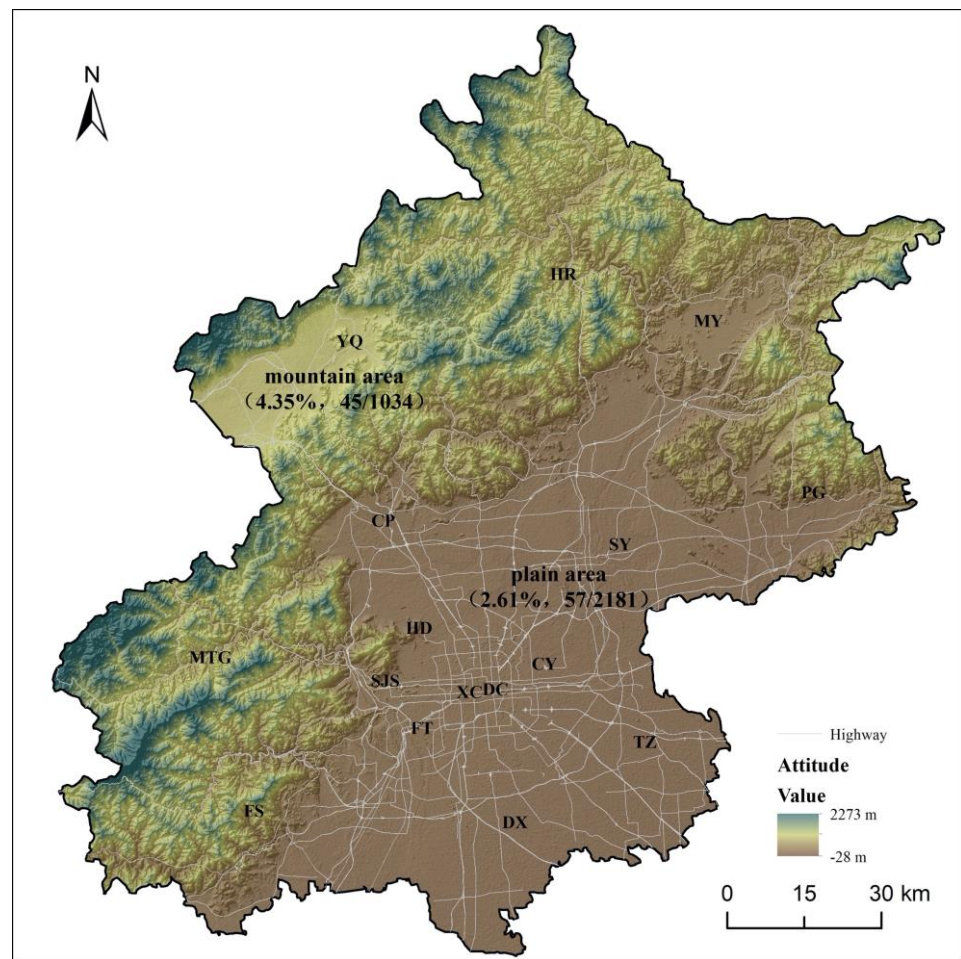 N
HR
MY
YQ
mountain area
（4.35%，45/1034）
PG
CP
SY
plain area
（2.61%，57/2181）
HD
MTG
CY
SJS
XC
DC
FT
TZ
Highway
Attitude
Value
2273 m
-28 m
FS
DX
0 15 30 km